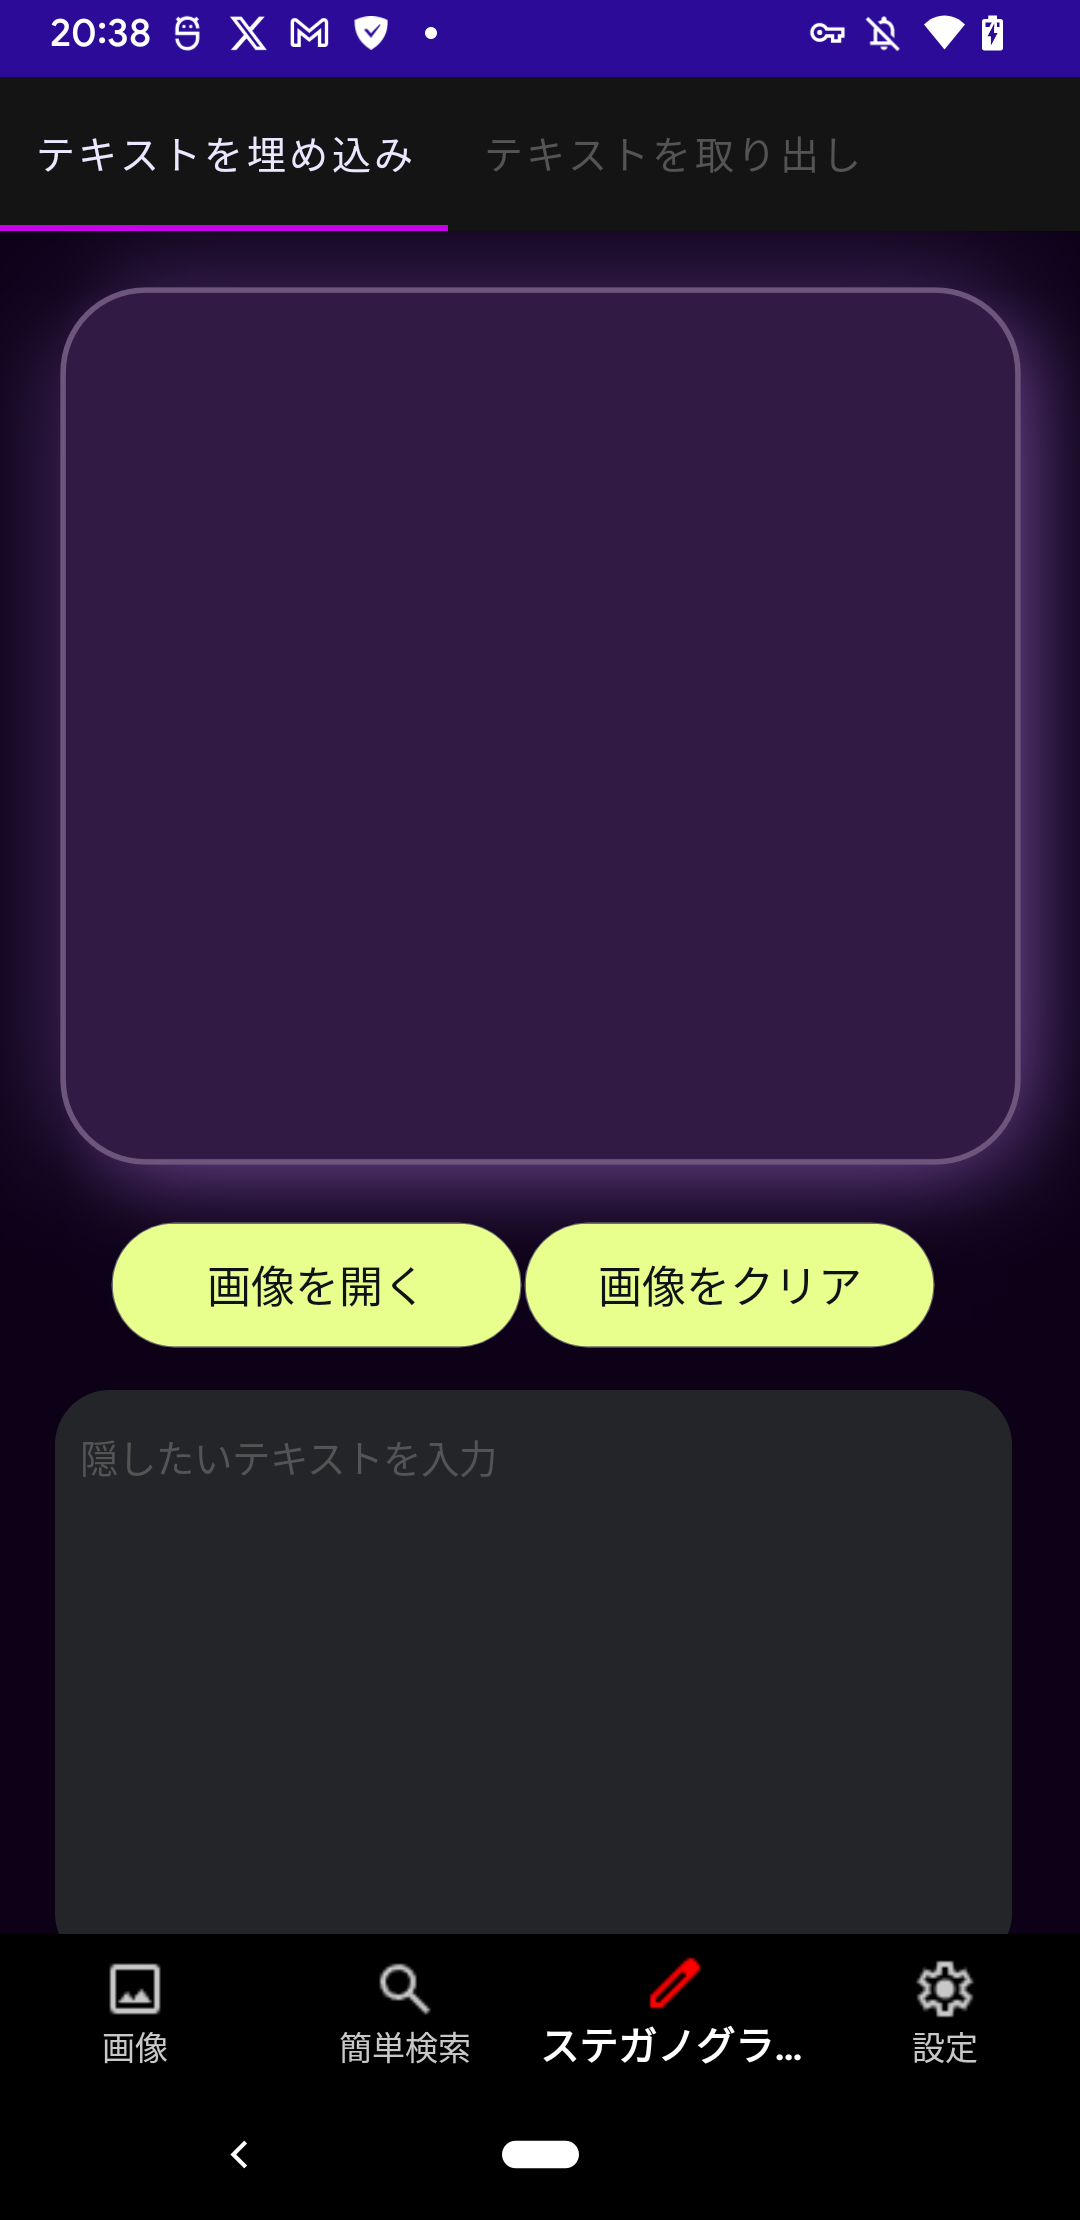 20:38
テキストを埋め込み
テキストを取り出し
画像を開く
画像をクリア
隠したいテキストを入力
画像
簡単検索
ステガノグラ...
設定